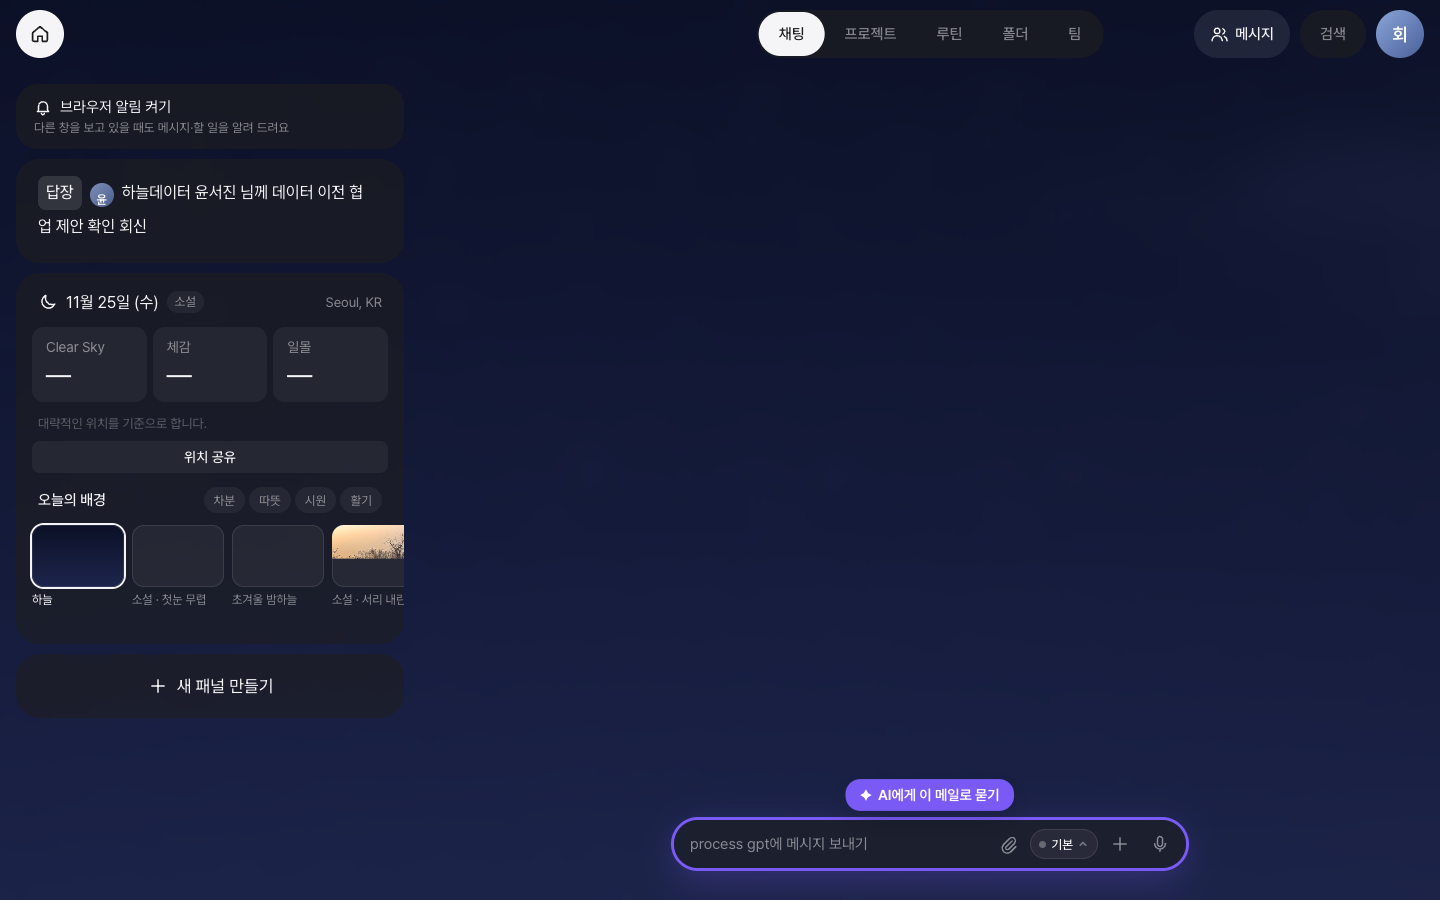 채팅
프로젝트
루틴
폴더
팀
메시지
검색
회
브라우저 알림 켜기
다른 창을 보고 있을 때도 메시지·할 일을 알려 드려요
답장 윤 하늘데이터 윤서진 님께 데이터 이전 협
업 제안 확인 회신
11월 25일 (수) 소설 Seoul, KR
Clear Sky
체감
일몰
대략적인 위치를 기준으로 합니다.
위치 공유
오늘의 배경
차분
따뜻
시원
활기
하늘
소설 · 첫눈 무렵
초겨울 밤하늘
소설 · 서리 내린
새 패널 만들기
AI에게 이 메일로 묻기
process gpt에 메시지 보내기
기본